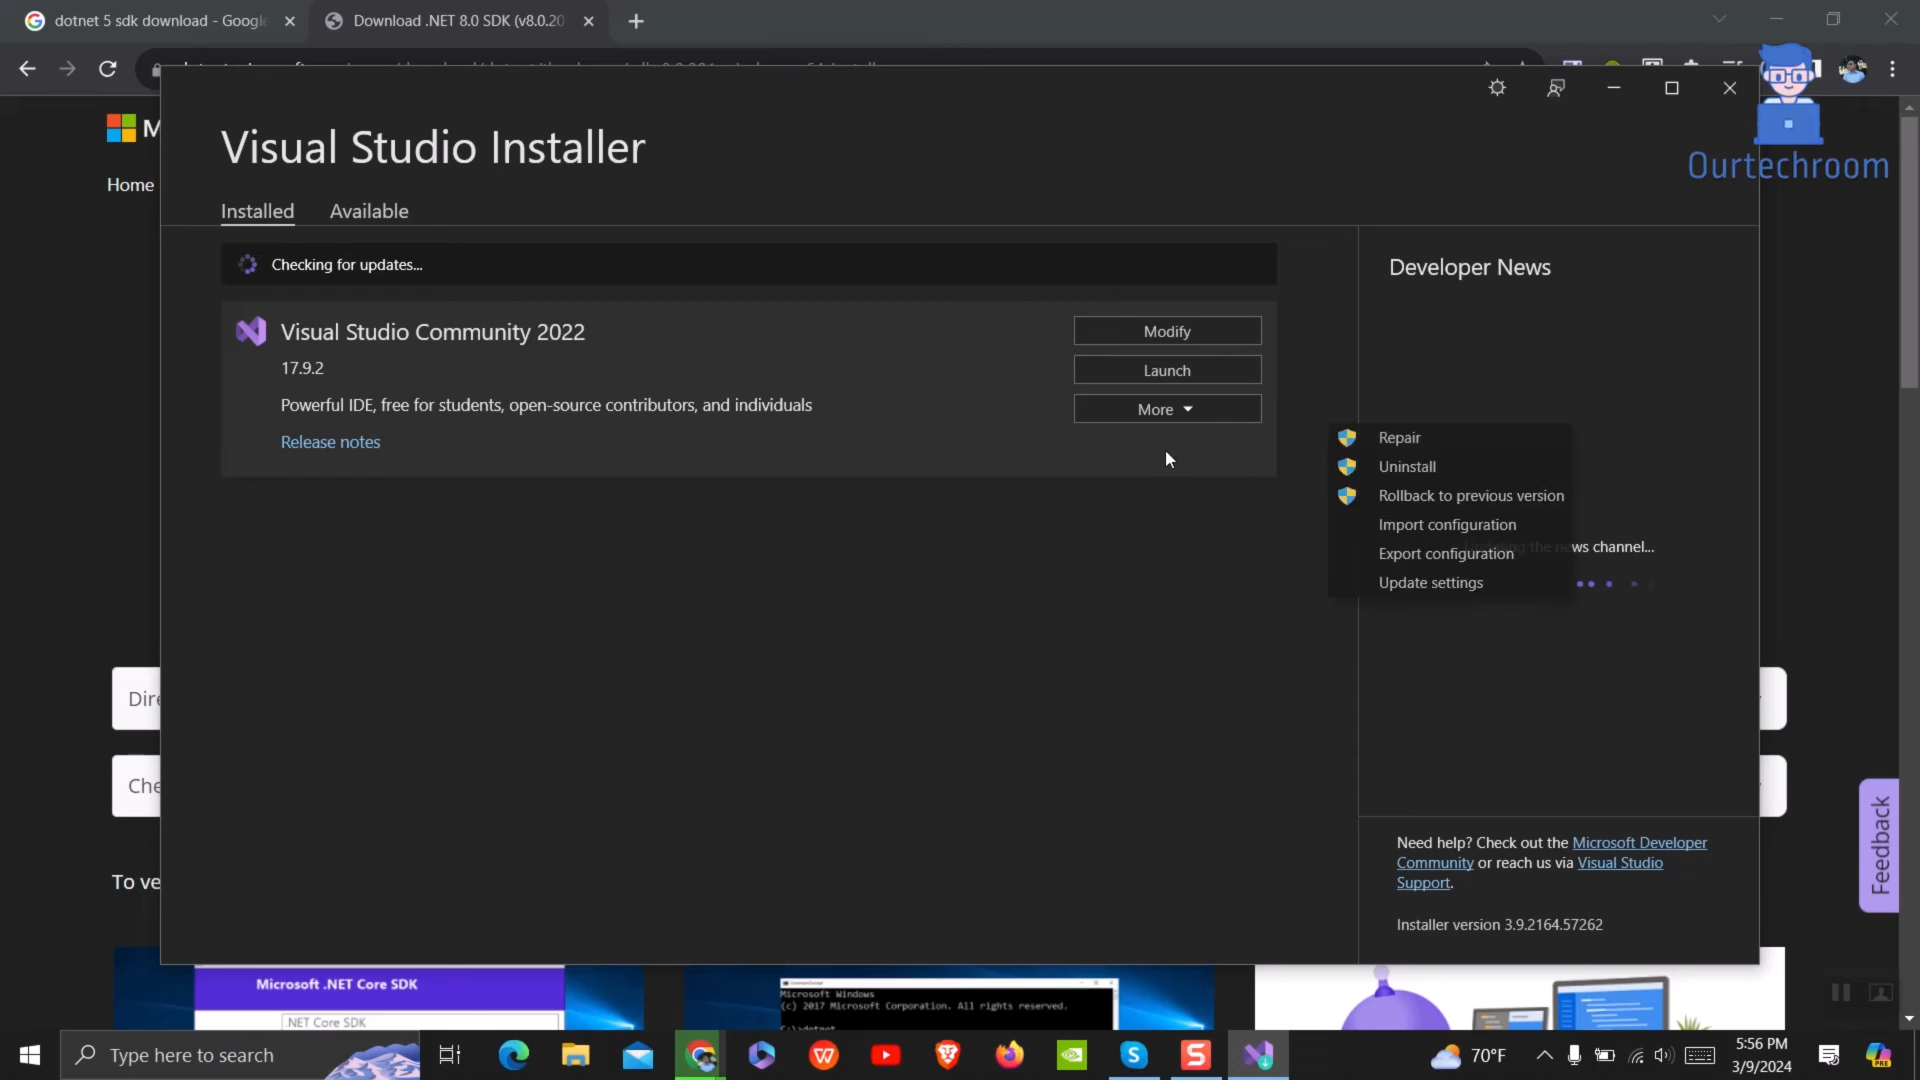 dotnet 5 sdk download - Google
Download .NET 8.0 SDK (v8.0.20
Ourtechroom
M
Home
Visual Studio Installer
Installed
Available
Checking for updates...
Developer News
Visual Studio Community 2022
Modify
17.9.2
Launch
Powerful IDE, free for students, open-source contributors, and individuals
More
Release notes
Repair
Uninstall
Rollback to previous version
Import configuration
Export configuration
ws channel...
Update settings
Dire
Che
To ve
Feedback
Need help? Check out the Microsoft Developer
Community or reach us via Visual Studio
Support.
Installer version 3.9.2164.57262
Microsoft .NET Core SDK
.NET Core SDK
Microsoft Windows
(c) 2017 Microsoft Corporation. All rights reserved.
C:\>dotnet
Type here to search
70°F
5:56 PM
3/9/2024
PRE